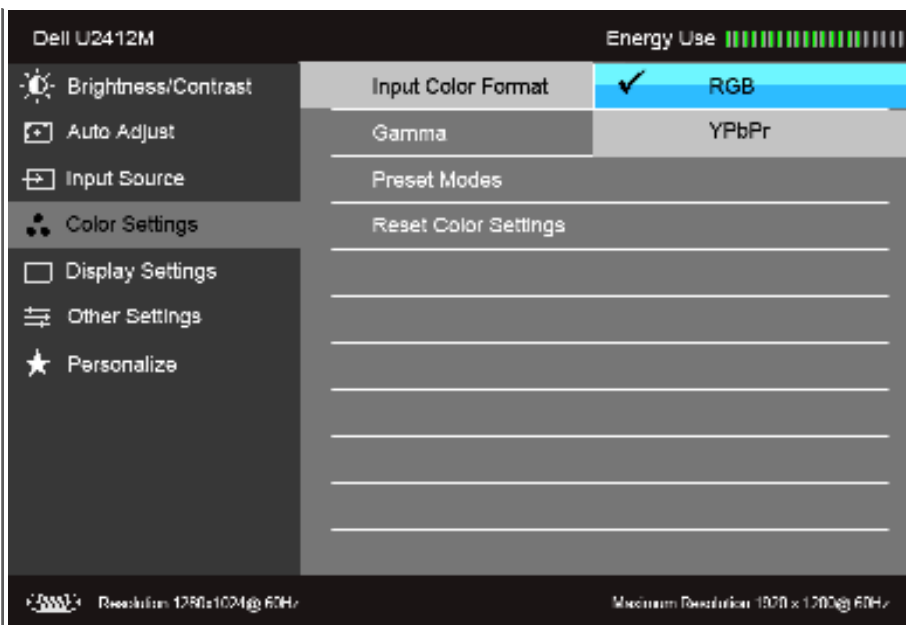 Dell U2412M
Energy Use
Brightness/Contrast
Auto Adjust
Input Source
Color Settings
Display Settings
Other Settings
Personalize
Input Color Format
Gamma
Preset Modes
Reset Color Settings
✓ RGB
YPbPr
Resolution 1280x1024@ 60Hz
Maximum Resolution 1920 x 1200@ 60Hz